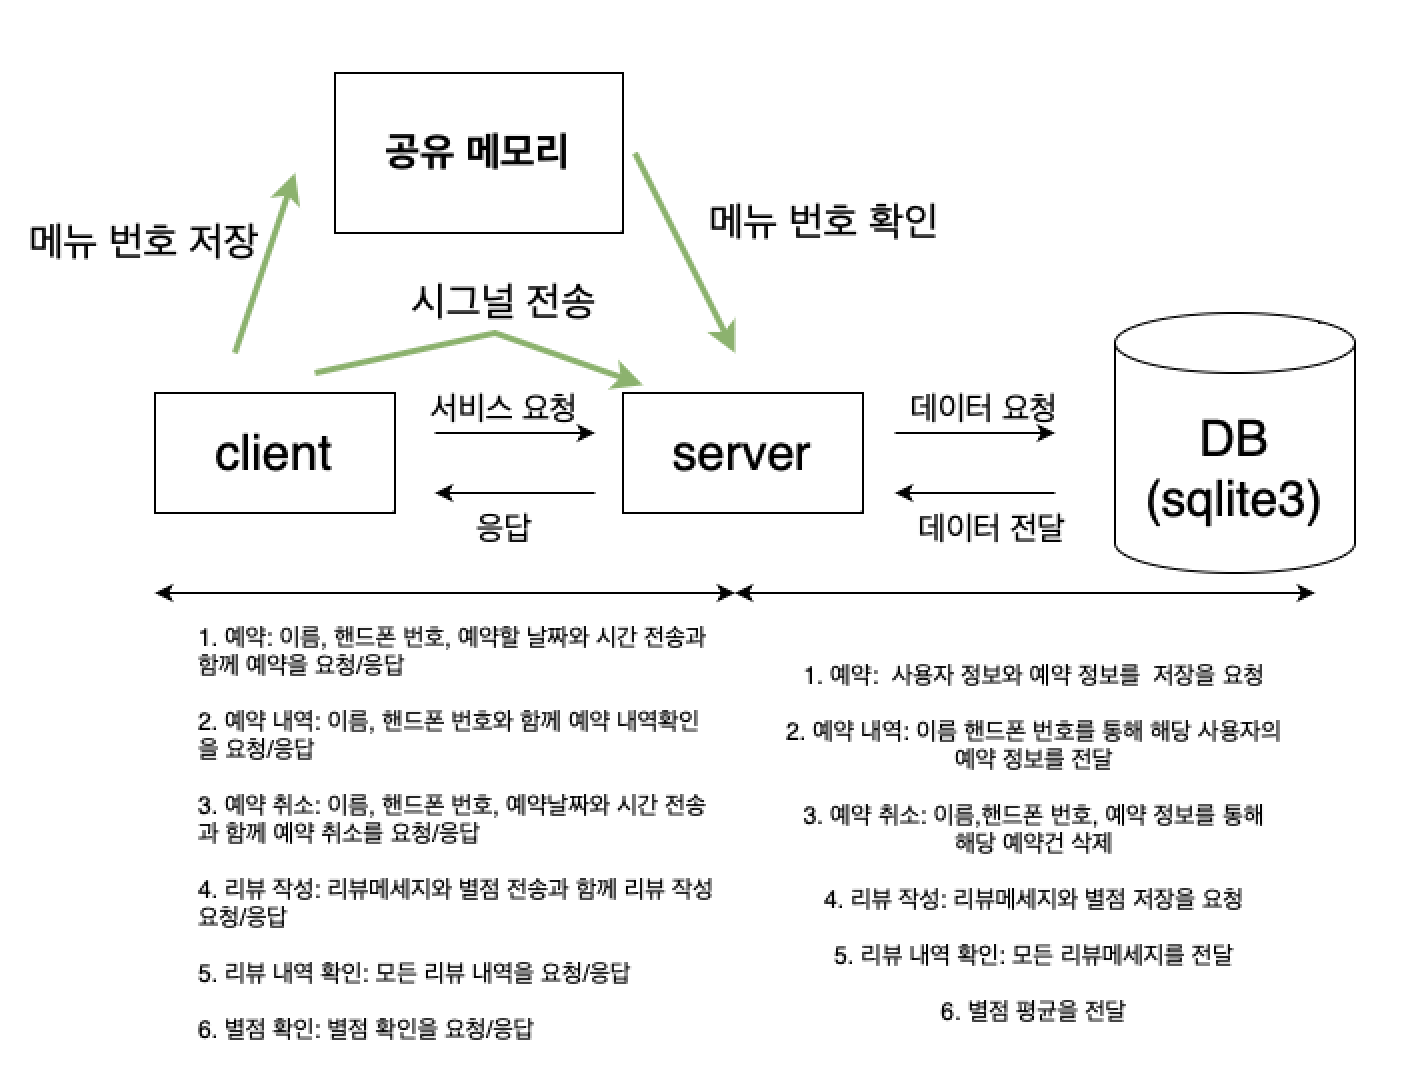 공유 메모리
메뉴 번호 저장
메뉴 번호 확인
시그널 전송
client
서비스 요청
응답
server
데이터 요청
데이터 전달
DB
(sqlite3)
1. 예약: 이름, 핸드폰 번호, 예약할 날짜와 시간 전송과
함께 예약을 요청/응답
2. 예약 내역: 이름, 핸드폰 번호와 함께 예약 내역확인
을 요청/응답
3. 예약 취소: 이름, 핸드폰 번호, 예약날짜와 시간 전송
과 함께 예약 취소를 요청/응답
4. 리뷰 작성: 리뷰메세지와 별점 전송과 함께 리뷰 작성
요청/응답
5. 리뷰 내역 확인: 모든 리뷰 내역을 요청/응답
6. 별점 확인: 별점 확인을 요청/응답
1. 예약:  사용자 정보와 예약 정보를  저장을 요청
2. 예약 내역: 이름 핸드폰 번호를 통해 해당 사용자의
예약 정보를 전달
3. 예약 취소: 이름,핸드폰 번호, 예약 정보를 통해
해당 예약건 삭제
4. 리뷰 작성: 리뷰메세지와 별점 저장을 요청
5. 리뷰 내역 확인: 모든 리뷰메세지를 전달
6. 별점 평균을 전달